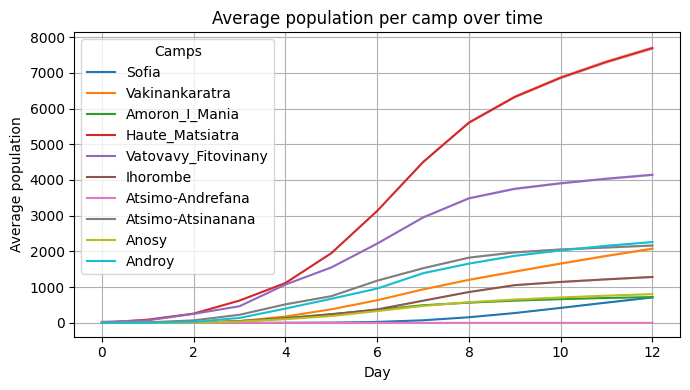 Average population per camp over time
Average population
8000
7000
6000
5000
4000
3000
2000
1000
0
Camps
Sofia
Vakinankaratra
Amoron_I_Mania
Haute_Matsiatra
Vatovavy_Fitovinany
Ihorombe
Atsimo-Andrefana
Atsimo-Atsinanana
Anosy
Androy
0 2 4 6 8 10 12
Day